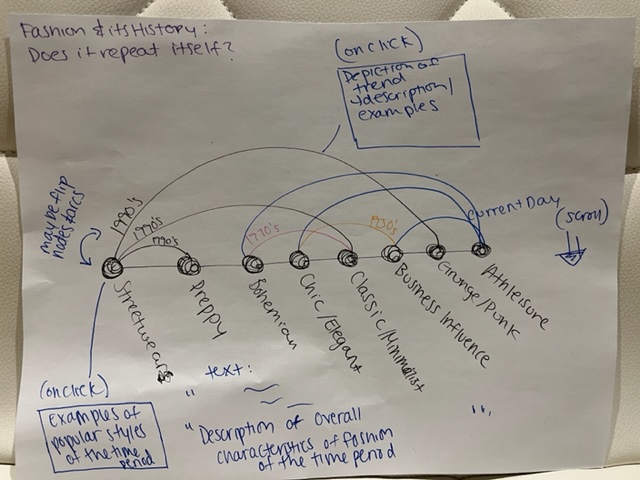 Fashion & its History:
Does it repeat itself?
(on click)
Depiction of
trend
+description/
examples
maybe flip
nodes + arcs
1990's
1970's
1990's
1970's
1930's
current Day
(scroll)
Streetwear
Preppy
Bohemian
Chic/Elegant
Classic/Minimalist
Business Influence
Grunge/Punk
Athleisure
(on click)
Examples of
popular styles
of the time
period
text:
"Description of Overall
characteristics of fashion
of the time period
"